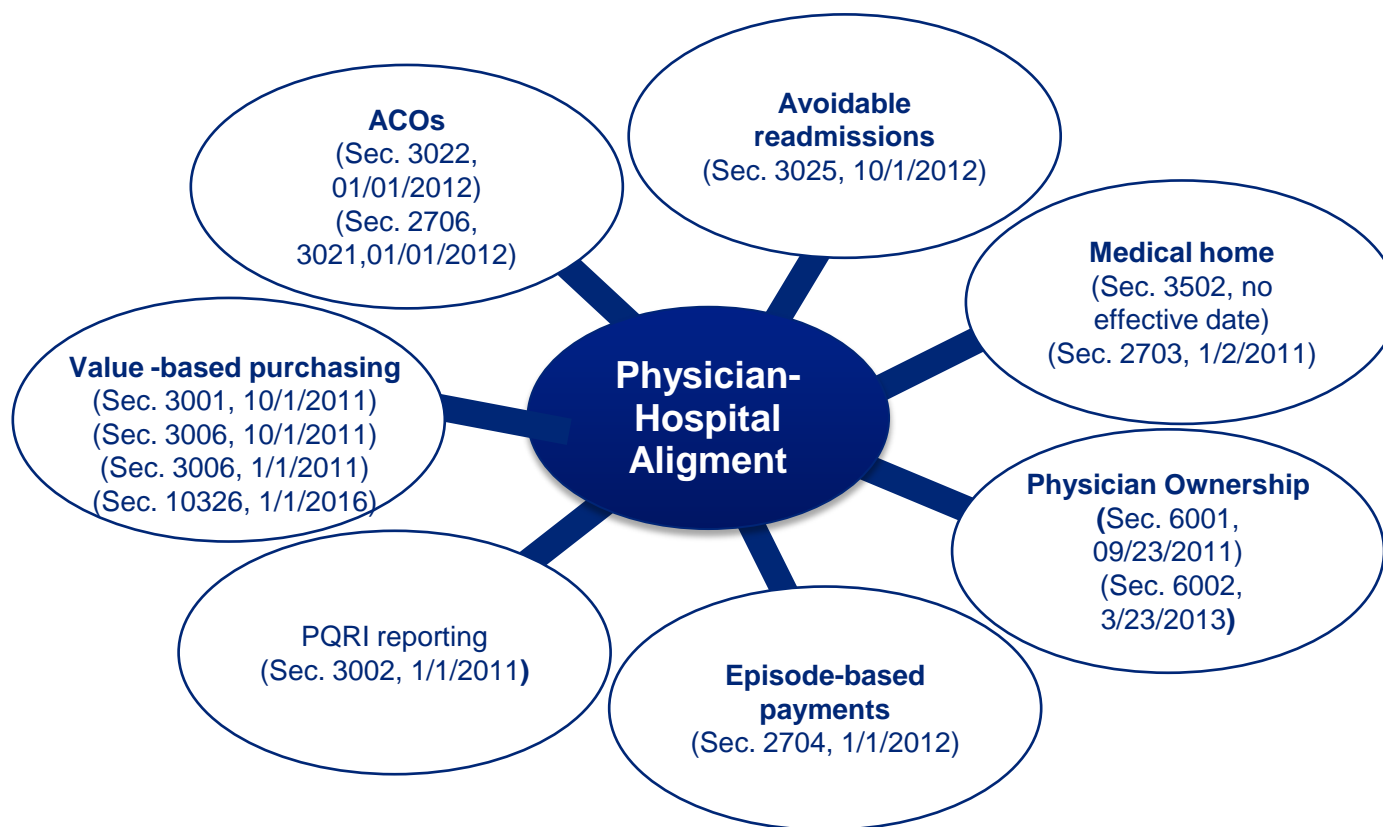 ACOs
(Sec. 3022,
01/01/2012)
(Sec. 2706,
3021,01/01/2012)
Avoidable
readmissions
(Sec. 3025, 10/1/2012)
Medical home
(Sec. 3502, no
effective date)
(Sec. 2703, 1/2/2011)
Physician-
Hospital
Aligment
Value -based purchasing
(Sec. 3001, 10/1/2011)
(Sec. 3006, 10/1/2011)
(Sec. 3006, 1/1/2011)
(Sec. 10326, 1/1/2016)
Physician Ownership
(Sec. 6001,
09/23/2011)
(Sec. 6002,
3/23/2013)
PQRI reporting
(Sec. 3002, 1/1/2011)
Episode-based
payments
(Sec. 2704, 1/1/2012)